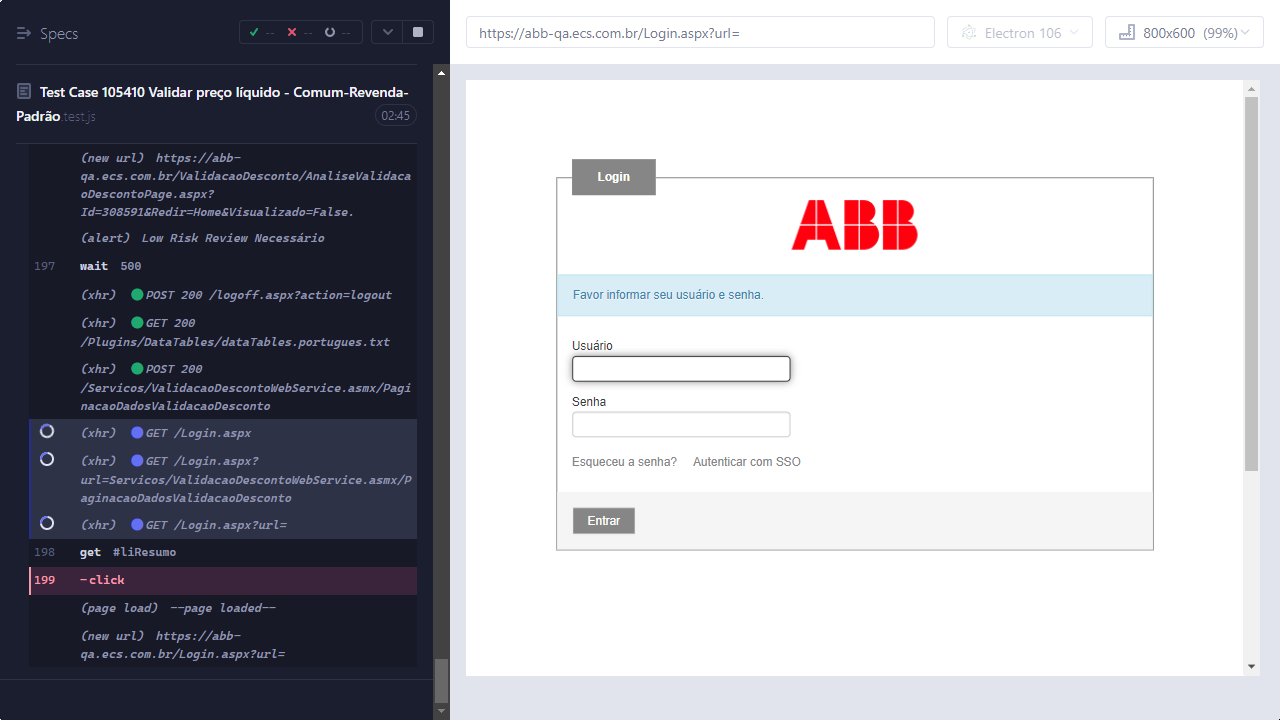 Specs
--
--
--
Test Case 105410 Validar preço líquido - Comum-Revenda-
Padrão.test.js
02:45
(new url) https://abb-
qa.ecs.com.br/ValidacaoDesconto/AnaliseValidaca
oDescontoPage.aspx?
Id=308591&Redir=Home&Visualizado=False.
(alert) Low Risk Review Necessário
197 wait 500
(xhr) POST 200 /logoff.aspx?action=logout
(xhr) GET 200
/Plugins/DataTables/dataTables.portugues.txt
(xhr) POST 200
/Servicos/ValidacaoDescontoWebService.asmx/Pagi
nacaoDadosValidacaoDesconto
(xhr) GET /Login.aspx
(xhr) GET /Login.aspx?
url=Servicos/ValidacaoDescontoWebService.asmx/P
aginacaoDadosValidacaoDesconto
(xhr) GET /Login.aspx?url=
198 get #liResumo
199 -click
(page load) --page loaded--
(new url) https://abb-
qa.ecs.com.br/Login.aspx?url=
https://abb-qa.ecs.com.br/Login.aspx?url=
Electron 106
800x600 (99%)
Login
ABB
Favor informar seu usuário e senha.
Usuário
Senha
Esqueceu a senha? Autenticar com SSO
Entrar